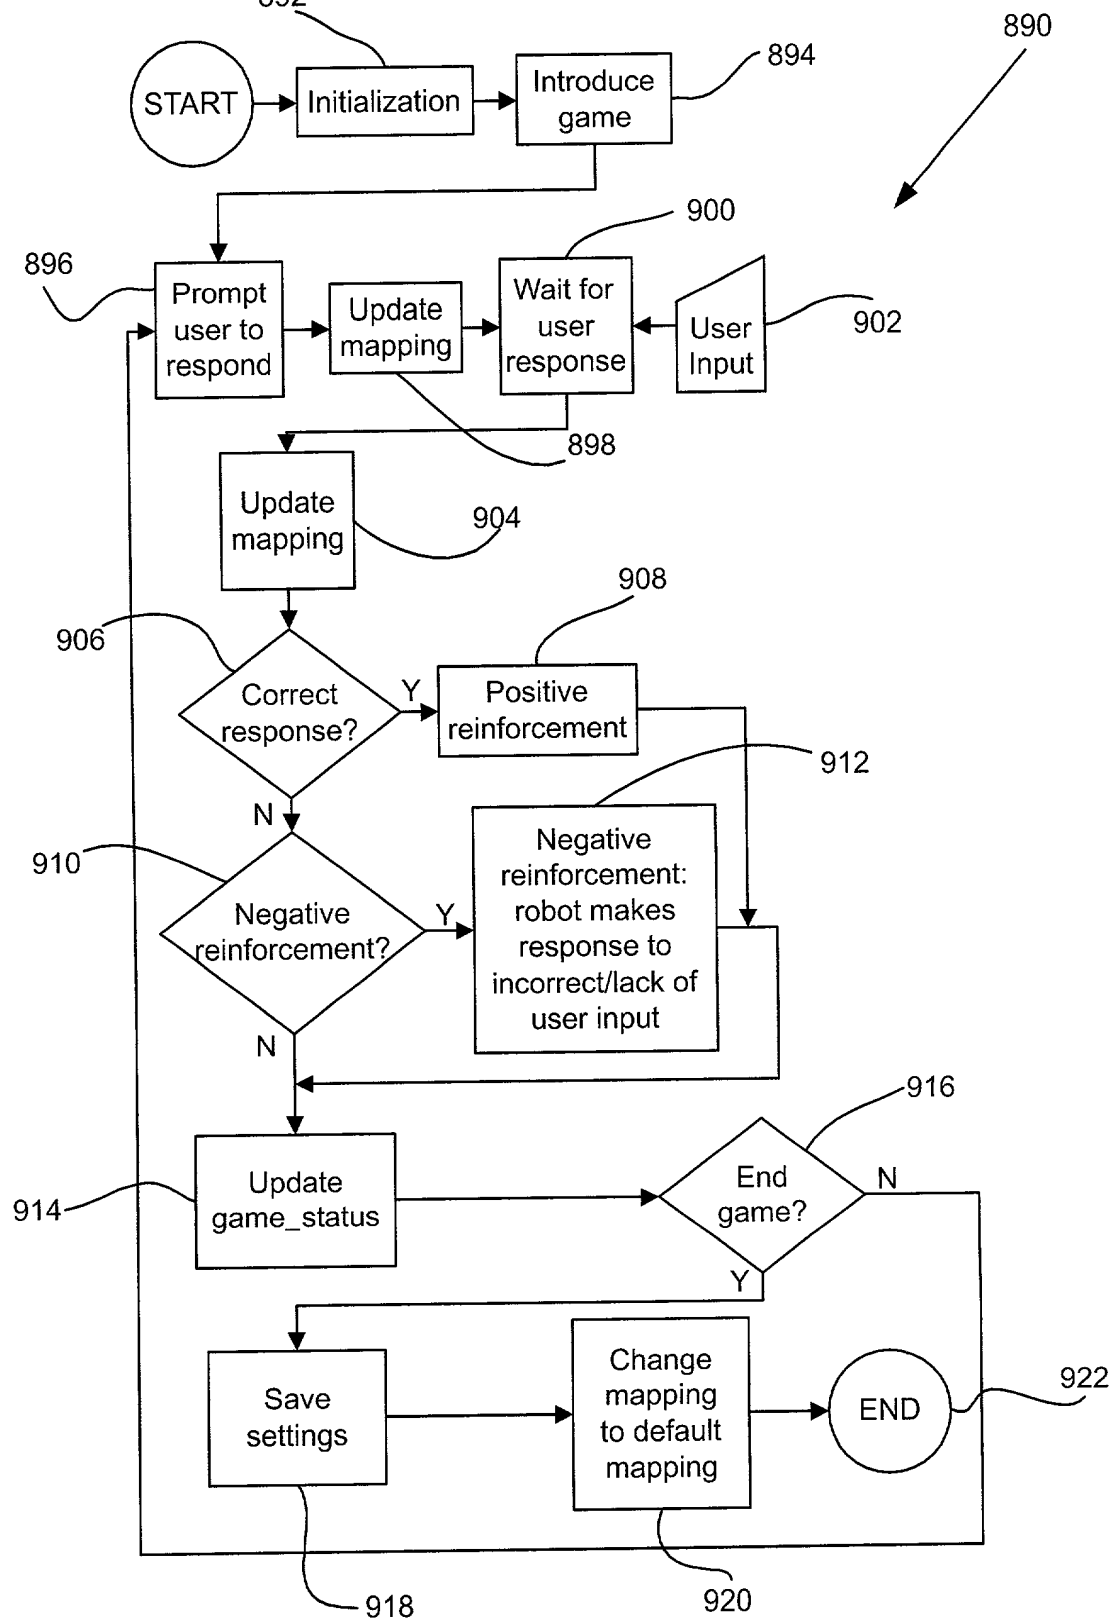 892
890
894
START
Initialization
Introduce
game
900
896
Prompt
user to
respond
Update
mapping
Wait for
user
response
User
Input
902
898
Update
mapping
904
908
906
Correct
response?
Y
Positive
reinforcement
N
912
910
Negative
reinforcement?
Y
Negative
reinforcement:
robot makes
response to
incorrect/lack of
user input
N
916
914
Update
game_status
End
game?
N
Y
Save
settings
Change
mapping
to default
mapping
END
922
918
920